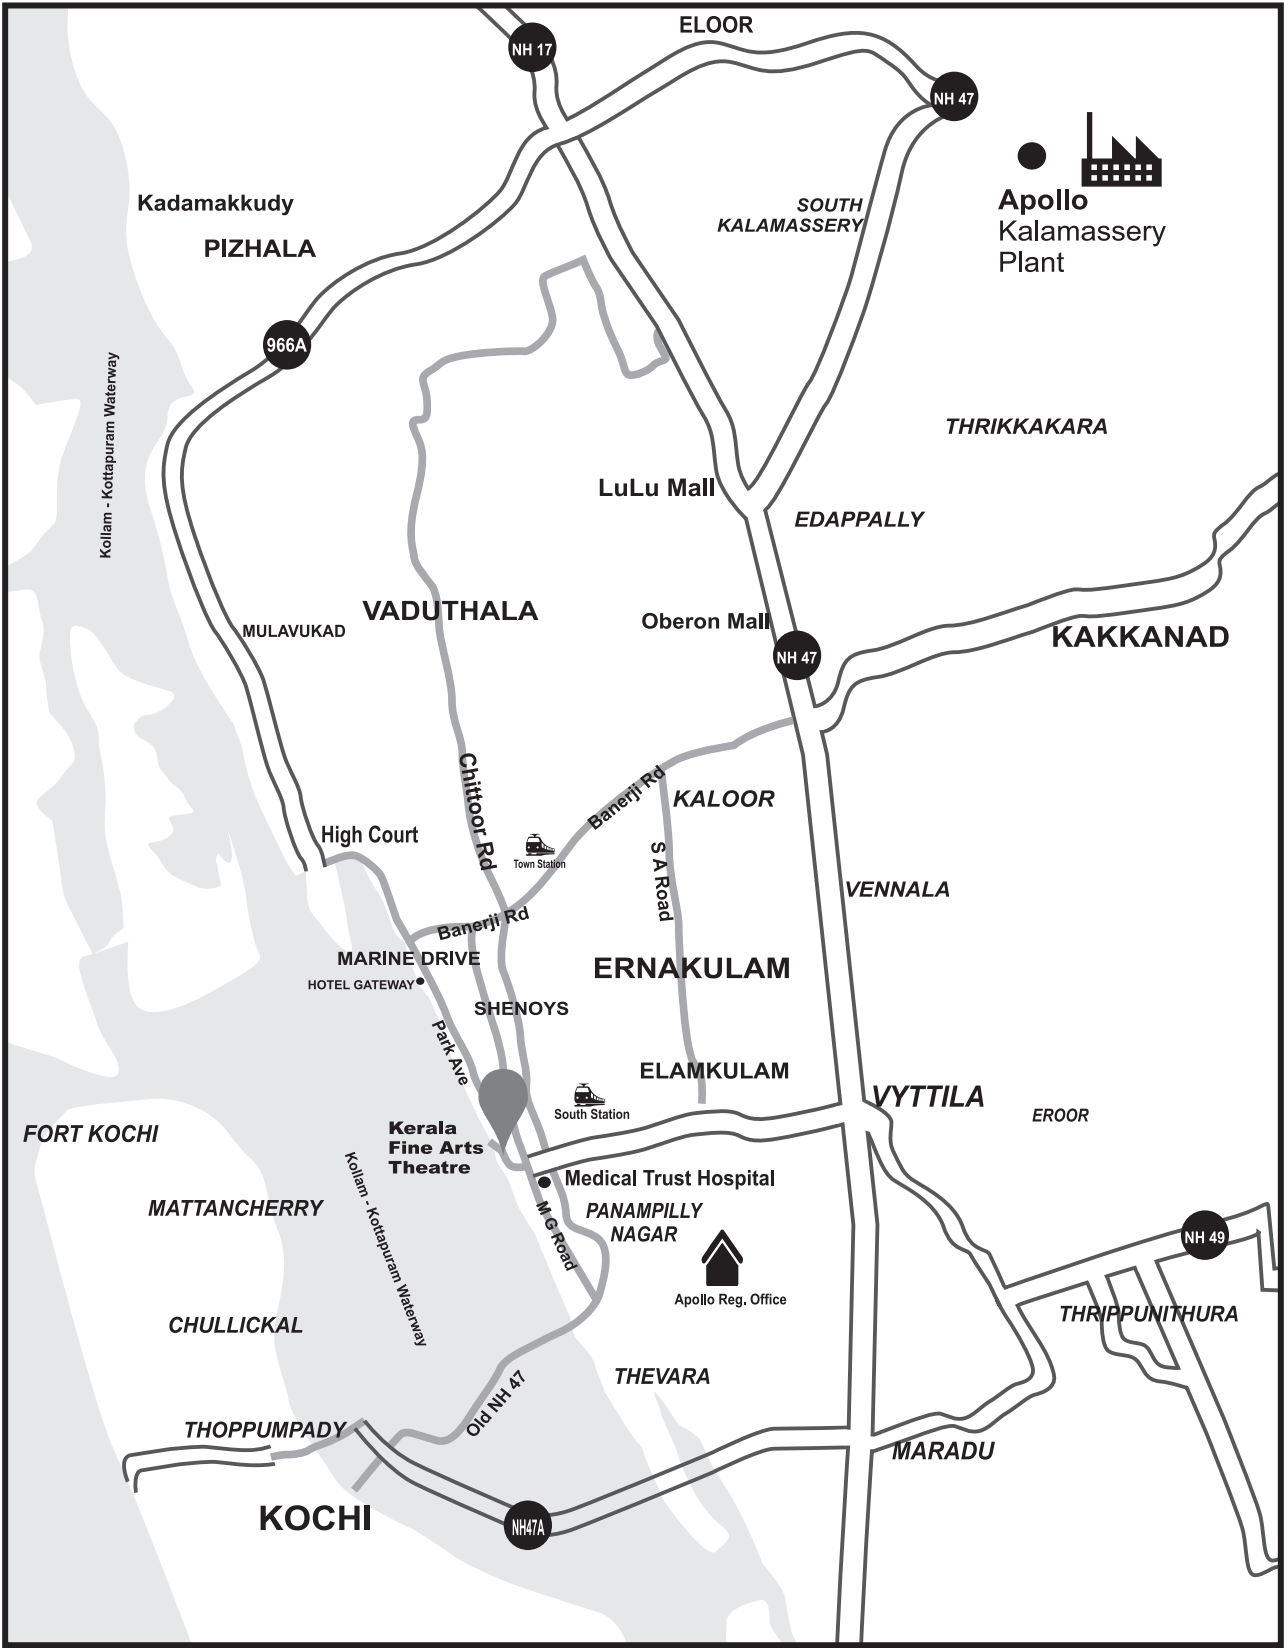 ELOOR
NH 17
NH 47
Kadamakkudy
PIZHALA
SOUTH
KALAMASSERY
Apollo
Kalamassery
Plant
966A
Kollam - Kottapuram Waterway
THRIKKAKARA
LuLu Mall
EDAPPALLY
VADUTHALA
MULAVUKAD
Oberon Mall
NH 47
KAKKANAD
Chittoor Rd
Banerji Rd
KALOOR
High Court
Town Station
S A Road
VENNALA
Banerji Rd
MARINE DRIVE
HOTEL GATEWAY
ERNAKULAM
SHENOYS
Park Ave
ELAMKULAM
VYTTILA
South Station
EROOR
FORT KOCHI
Kerala
Fine Arts
Theatre
Medical Trust Hospital
MATTANCHERRY
Kollam - Kottapuram Waterway
M G Road
PANAMPILLY
NAGAR
NH 49
Apollo Reg. Office
THRIPPUNITHURA
CHULLICKAL
THEVARA
Old NH 47
THOPPUMPADY
MARADU
KOCHI
NH47A